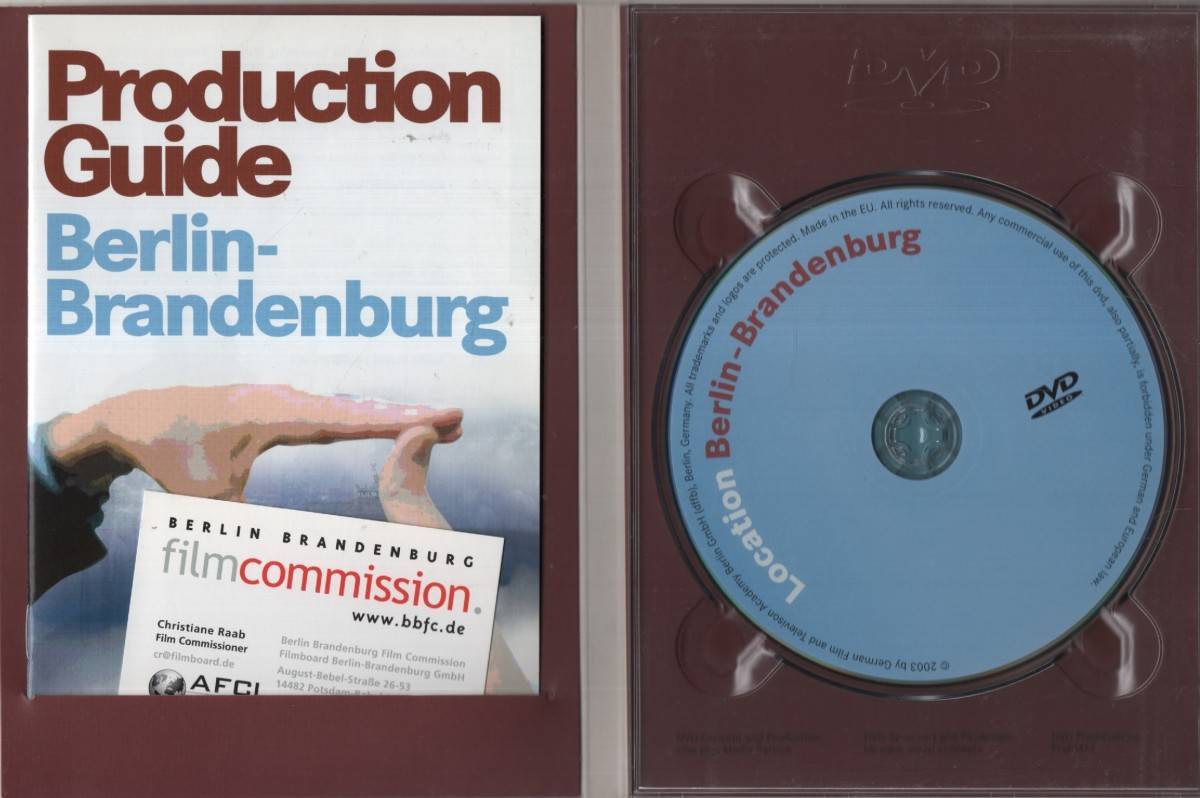 Production
Guide
Berlin-
Brandenburg
BERLIN BRANDENBURG
filmcommission.
www.bbfc.de
Christiane Raab
Film Commissioner
cr@filmboard.de
AFCI
Berlin Brandenburg Film Commission
Filmboard Berlin-Brandenburg GmbH
August-Bebel-Straße 26-53
14482 Potsdam
DVD
Location Berlin-Brandenburg
© 2003 by German Film and Television Academy Berlin GmbH (dffb), Berlin, Germany. All trademarks and logos are protected. Made in the EU. All rights reserved. Any commercial use of this dvd, also partially, is forbidden under German and European law.
DVD
VIDEO